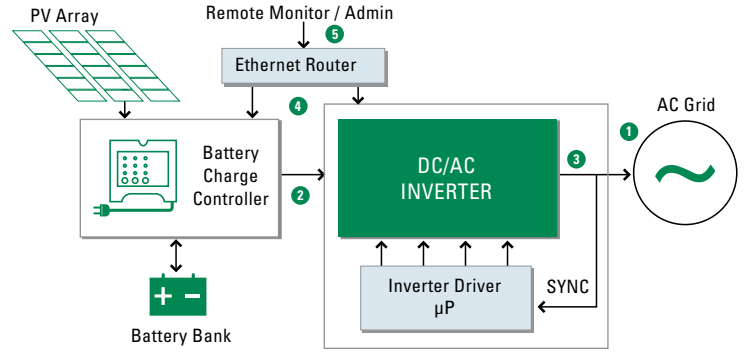 PV Array
Remote Monitor / Admin
5
Ethernet Router
4
AC Grid
1
Battery
Charge
Controller
2
DC/AC
INVERTER
3
Inverter Driver
µP
SYNC
+ −
Battery Bank